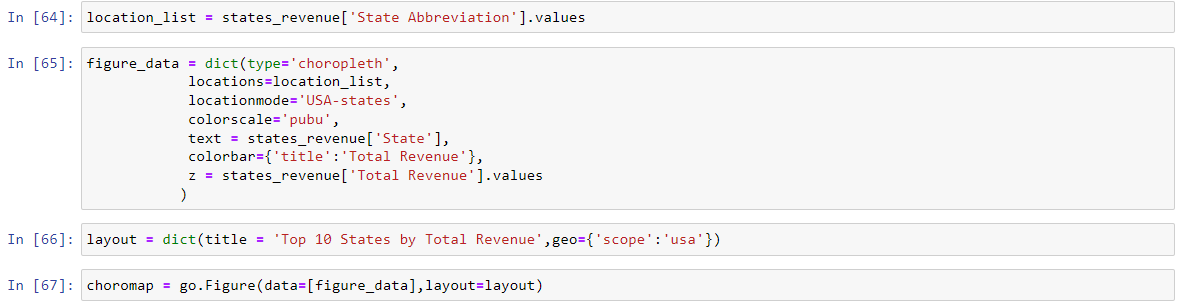 In [64]: location_list = states_revenue['State Abbreviation'].values
In [65]: figure_data = dict(type='choropleth',
locations=location_list,
locationmode='USA-states',
colorscale='pubu',
text = states_revenue['State'],
colorbar={'title':'Total Revenue'},
z = states_revenue['Total Revenue'].values
)
In [66]: layout = dict(title = 'Top 10 States by Total Revenue',geo={'scope':'usa'})
In [67]: choromap = go.Figure(data=[figure_data],layout=layout)